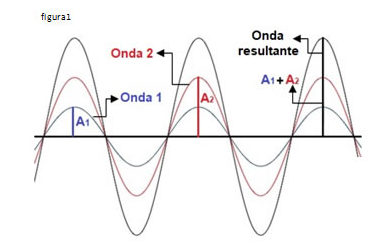 figura1
Onda
resultante
Onda 2
A1+A2
Onda 1
A1
A2